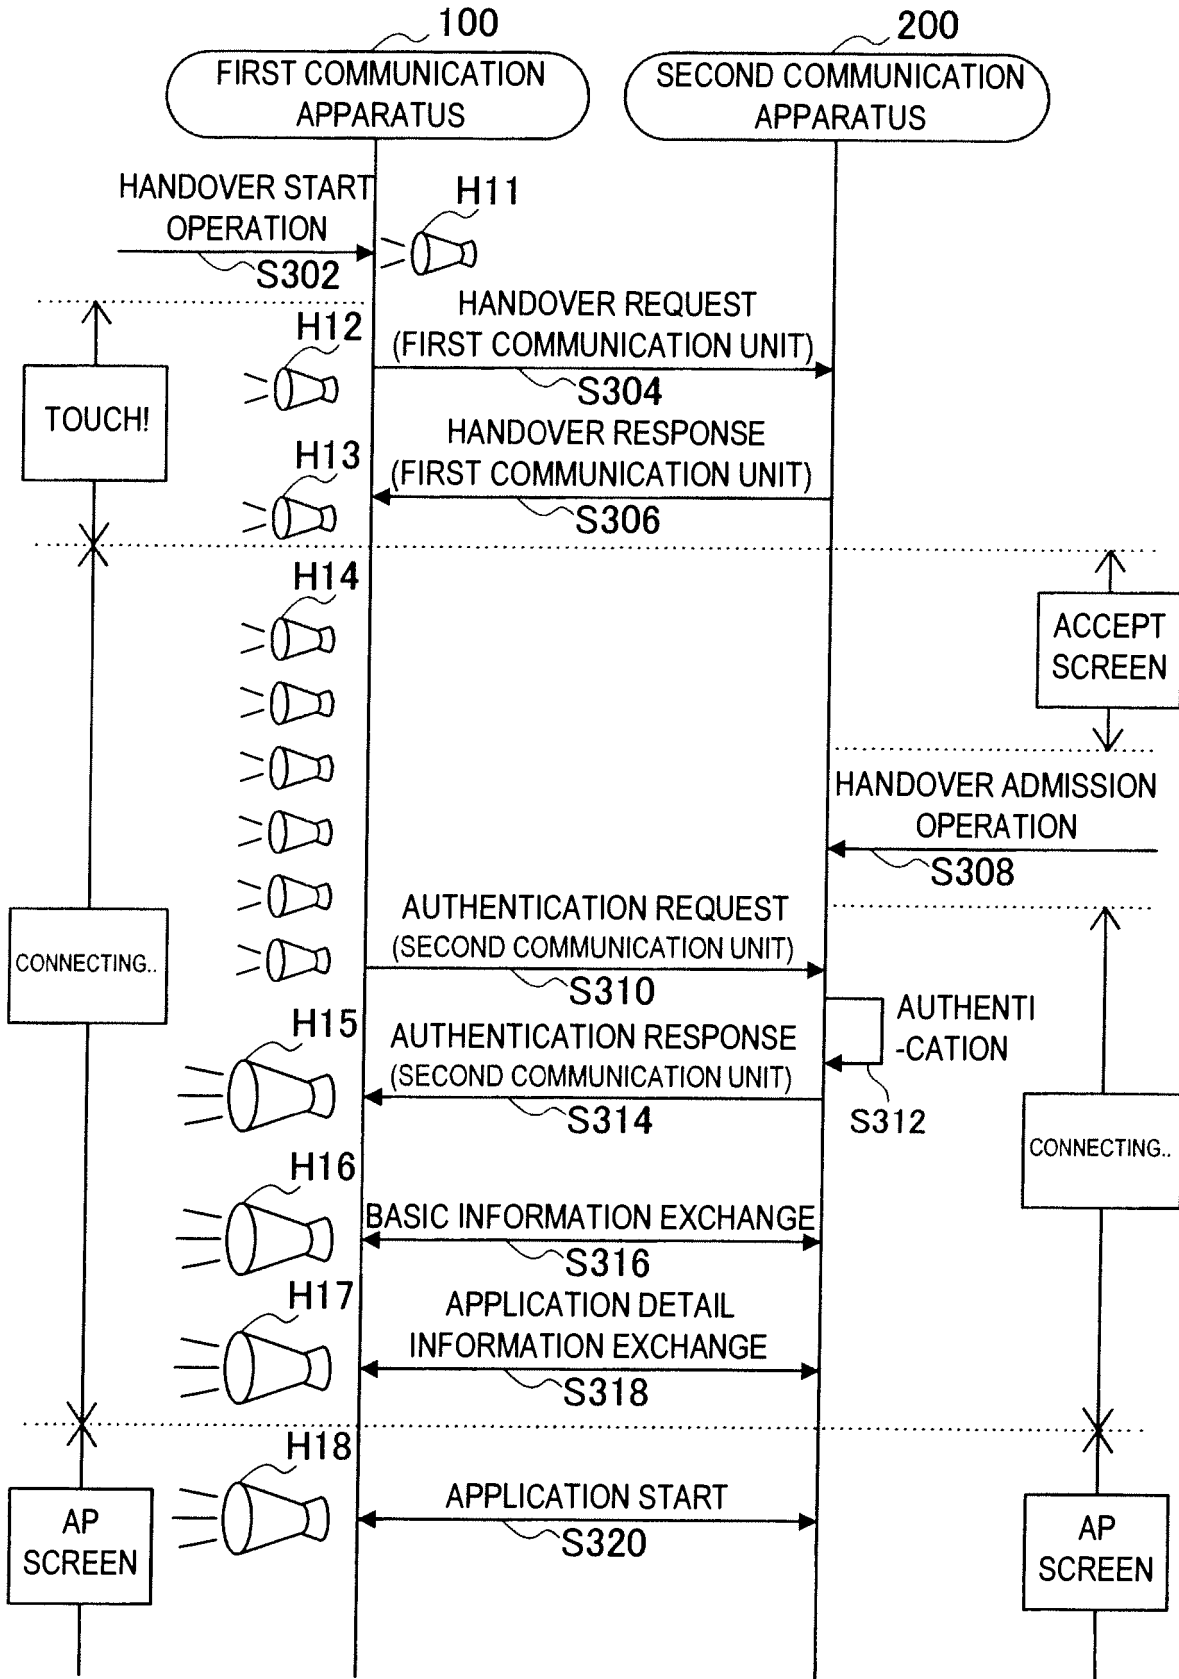 100
200
FIRST COMMUNICATION
APPARATUS
SECOND COMMUNICATION
APPARATUS
HANDOVER START
OPERATION
S302
H11
HANDOVER REQUEST
(FIRST COMMUNICATION UNIT)
S304
H12
TOUCH!
HANDOVER RESPONSE
(FIRST COMMUNICATION UNIT)
S306
H13
H14
ACCEPT
SCREEN
HANDOVER ADMISSION
OPERATION
S308
AUTHENTICATION REQUEST
(SECOND COMMUNICATION UNIT)
S310
CONNECTING..
AUTHENTI
-CATION
S312
H15
AUTHENTICATION RESPONSE
(SECOND COMMUNICATION UNIT)
S314
CONNECTING..
H16
BASIC INFORMATION EXCHANGE
S316
H17
APPLICATION DETAIL
INFORMATION EXCHANGE
S318
H18
APPLICATION START
S320
AP
SCREEN
AP
SCREEN